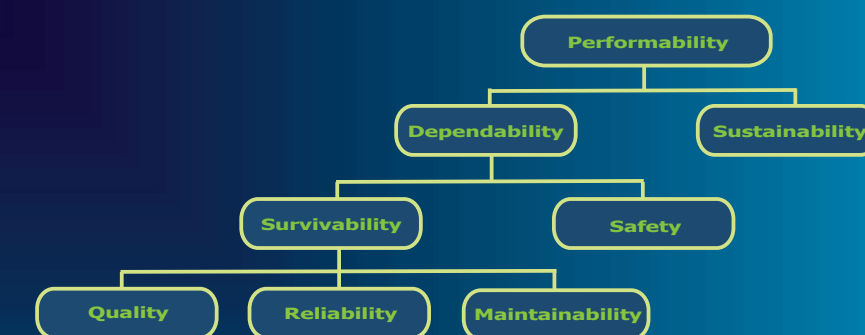 Performability
Dependability
Sustainability
Survivability
Safety
Quality
Reliability
Maintainability